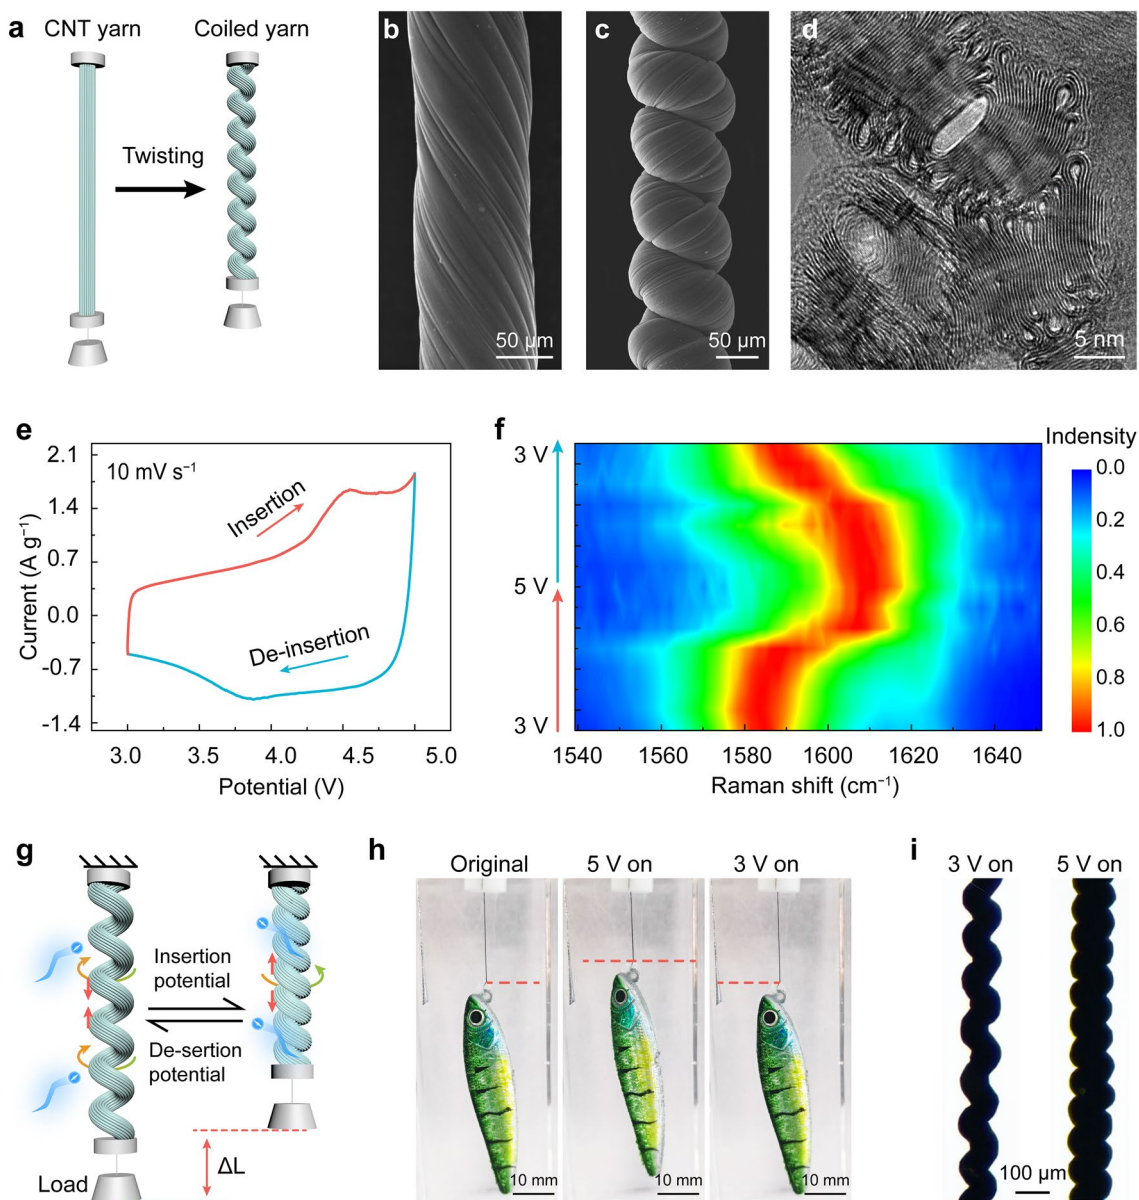 a
CNT yarn
Coiled yarn
Twisting
b
50 µm
c
50 µm
d
5 nm
e
10 mV s⁻¹
Insertion
De-insertion
Current (A g⁻¹)
2.1
1.4
0.7
0.0
-0.7
-1.4
3.0 3.5 4.0 4.5 5.0
Potential (V)
f
3 V
5 V
3 V
1540 1560 1580 1600 1620 1640
Raman shift (cm⁻¹)
Indensity
0.0
0.2
0.4
0.6
0.8
1.0
g
Insertion
potential
De-sertion
potential
ΔL
Load
h
Original
5 V on
3 V on
10 mm
10 mm
10 mm
i
3 V on
5 V on
100 µm